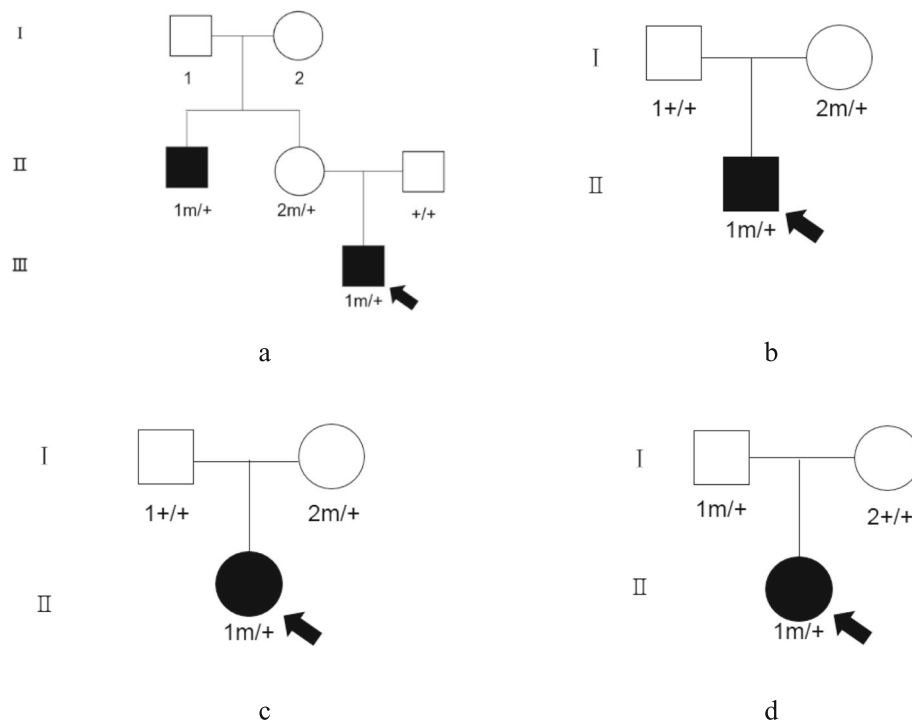 I
1 2
II
1m/+ 2m/+ +/+
III
1m/+
a
I
1+/+ 2m/+
II
1m/+
b
I
1+/+ 2m/+
II
1m/+
c
I
1m/+ 2+/+
II
1m/+
d